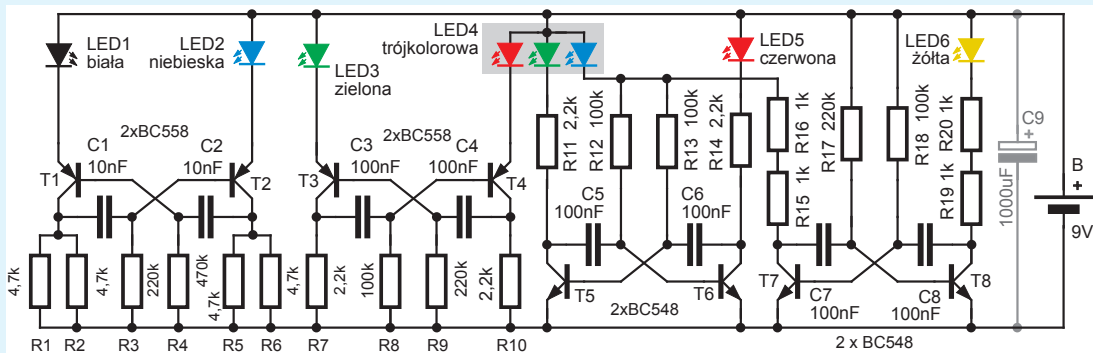 LED1
biała
LED2
niebieska
LED3
zielona
LED4
trójkolorowa
LED5
czerwona
LED6
żółta
2xBC558
C1
10nF
C2
10nF
T1
T2
2xBC558
C3
100nF
C4
100nF
T3
T4
R11 2,2k
R12 100k
R13 100k
R14 2,2k
R16 1k
R17 220k
R18 100k
R20 1k
R15 1k
R19 1k
C9
+
1000uF
B
+
9V
C5
100nF
C6
100nF
T5
T6
2xBC548
T7
T8
C7
100nF
C8
100nF
4,7k
4,7k
220k
470k
4,7k
4,7k
2,2k
100k
220k
2,2k
R1 R2 R3 R4 R5 R6 R7 R8 R9 R10
2 x BC548